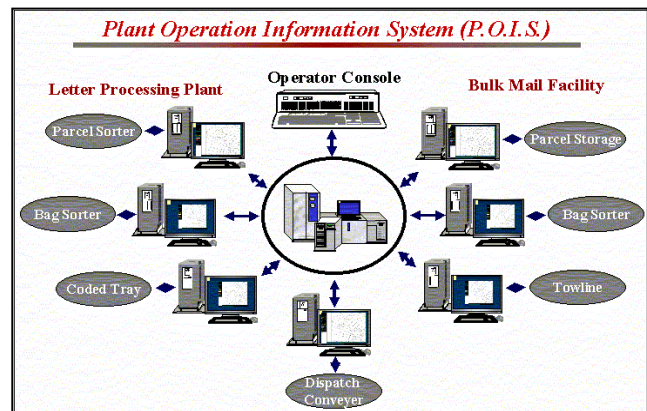 Plant Operation Information System (P.O.I.S.)
Operator Console
Letter Processing Plant
Bulk Mail Facility
Parcel Sorter
Parcel Storage
Bag Sorter
Bag Sorter
Coded Tray
Towline
Dispatch
Conveyer